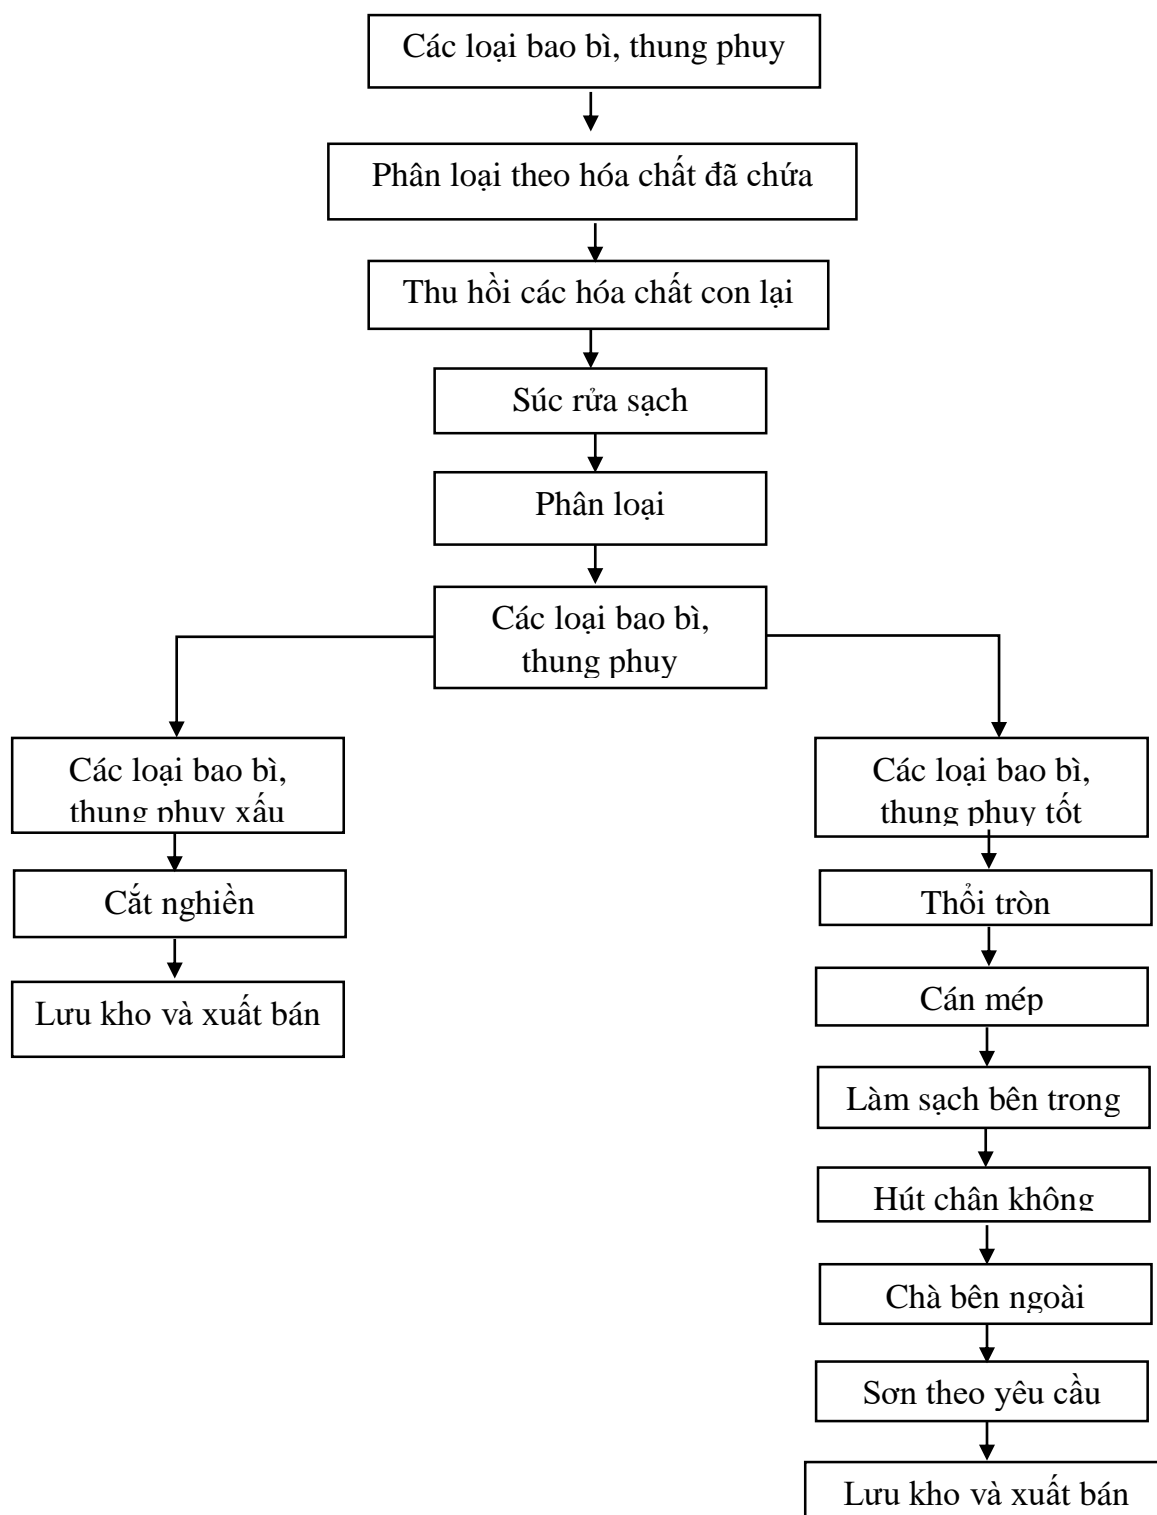 Các loại bao bì, thung phuy
Phân loại theo hóa chất đã chứa
Thu hồi các hóa chất con lại
Súc rửa sạch
Phân loại
Các loại bao bì,
thung phuy
Các loại bao bì,
thung phuy xấu
Cắt nghiền
Lưu kho và xuất bán
Các loại bao bì,
thung phuy tốt
Thổi tròn
Cán mép
Làm sạch bên trong
Hút chân không
Chà bên ngoài
Sơn theo yêu cầu
Lưu kho và xuất bán